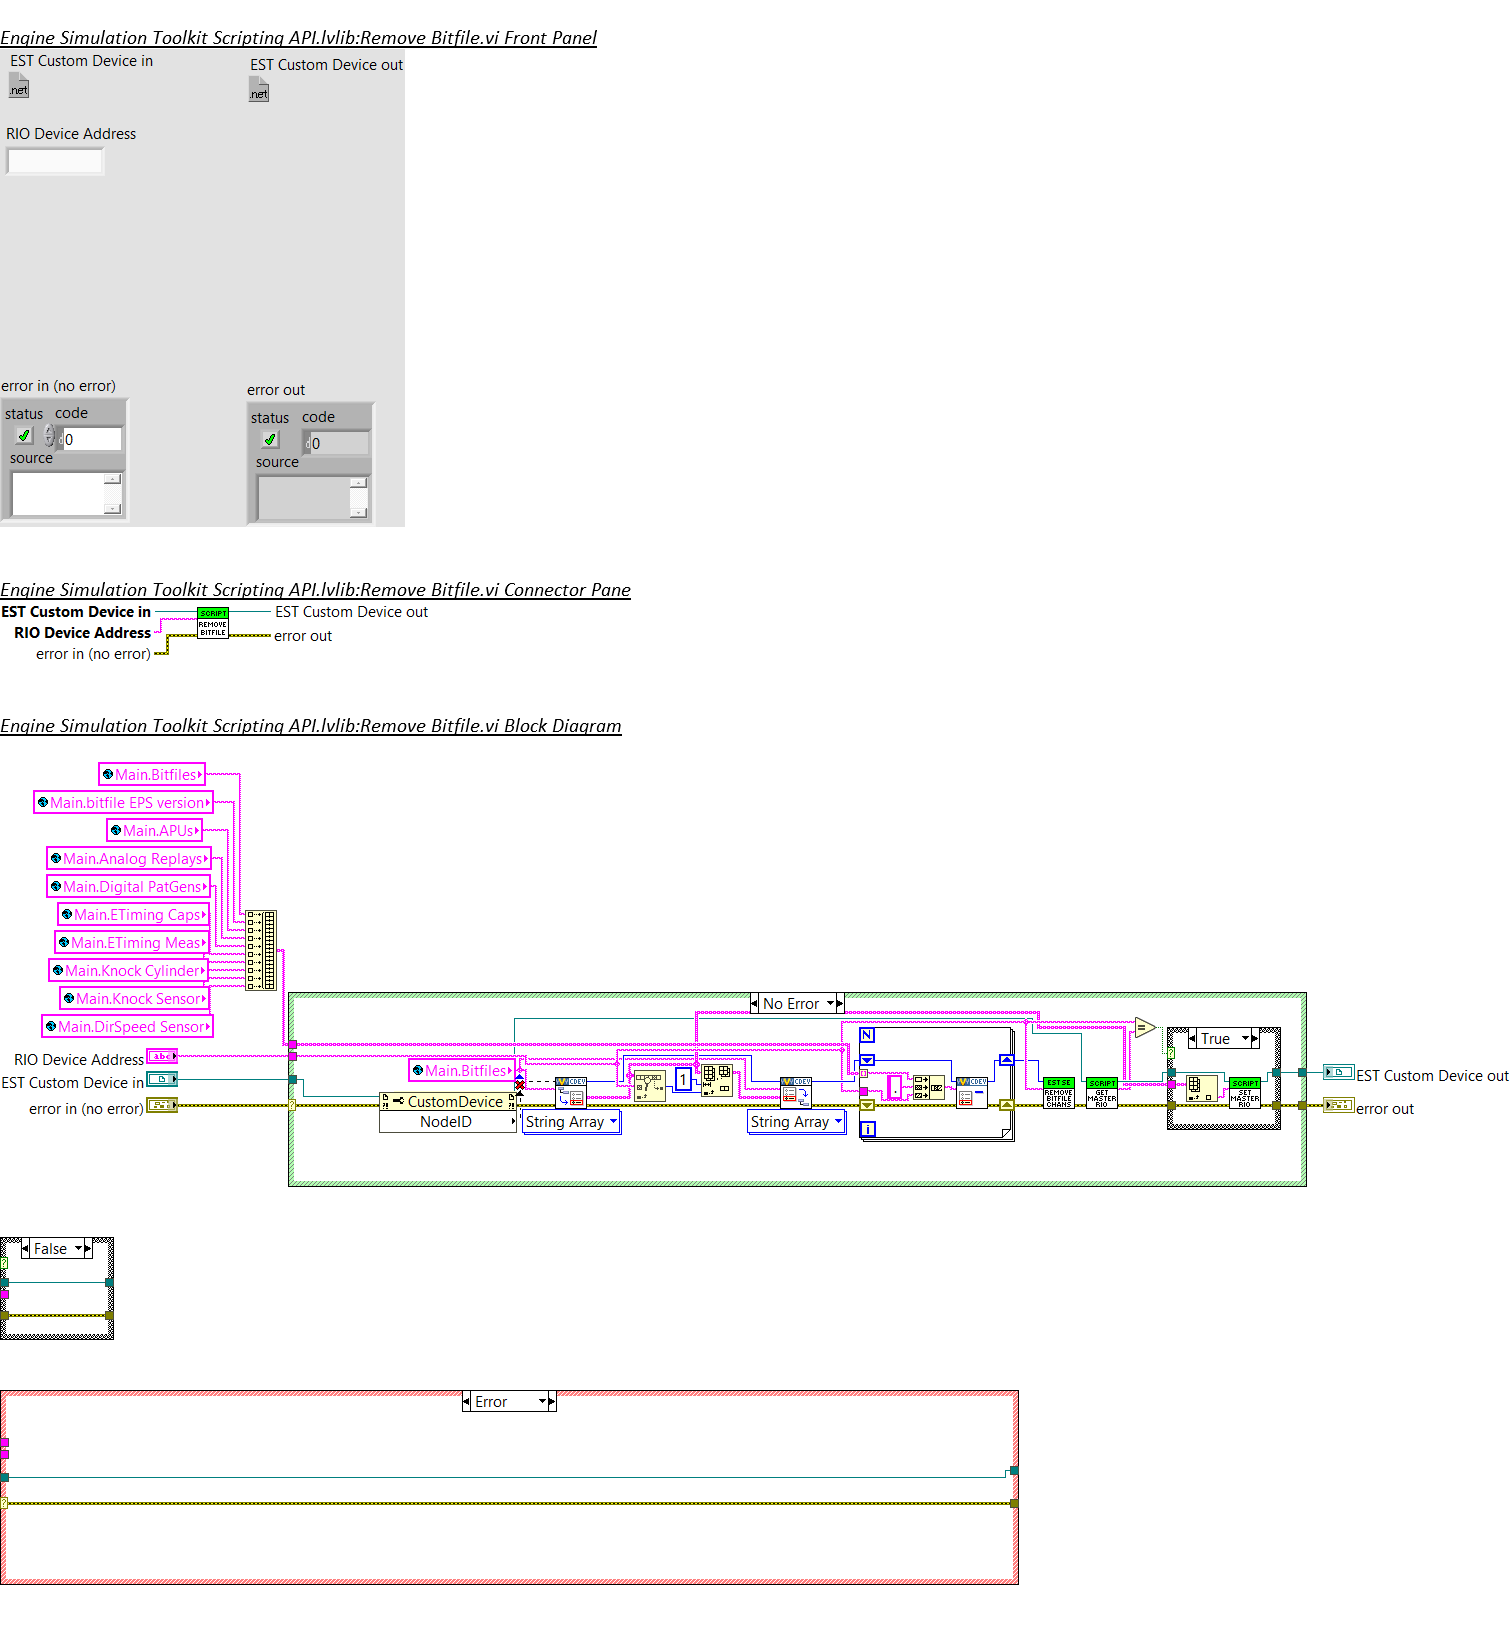 Engine Simulation Toolkit Scripting API.lvlib:Remove Bitfile.vi Front Panel
EST Custom Device in
EST Custom Device out
.net
.net
RIO Device Address
error in (no error)
error out
status code
status code
0
0
source
source
Engine Simulation Toolkit Scripting API.lvlib:Remove Bitfile.vi Connector Pane
EST Custom Device in
SCRIPT
REMOVE
BITFILE
EST Custom Device out
RIO Device Address
error out
error in (no error)
Engine Simulation Toolkit Scripting API.lvlib:Remove Bitfile.vi Block Diagram
Main.Bitfiles
Main.bitfile EPS version
Main.APUs
Main.Analog Replays
Main.Digital PatGens
Main.ETiming Caps
Main.ETiming Meas
Main.Knock Cylinder
Main.Knock Sensor
Main.DirSpeed Sensor
RIO Device Address
abc
EST Custom Device in
error in (no error)
No Error
Main.Bitfiles
CustomDevice
NodeID
CDEV
String Array
1
CDEV
String Array
N
i
CDEV
EST SE
REMOVE
BITFILE
CHANS
SCRIPT
GET
MASTER
RIO
=
True
SCRIPT
SET
MASTER
RIO
EST Custom Device out
error out
False
Error